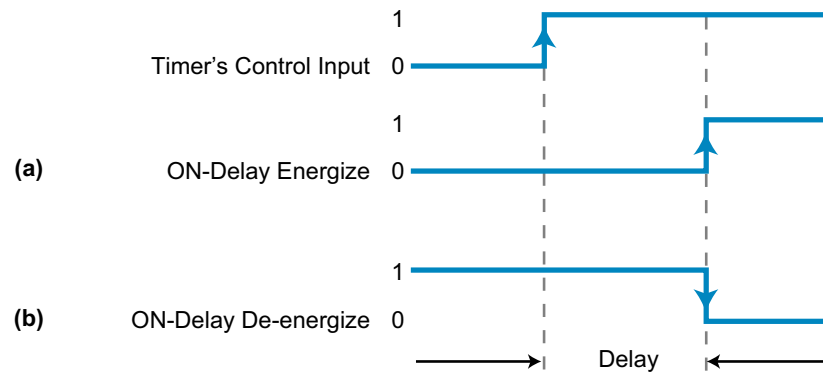 1
Timer's Control Input 0
1
(a) ON-Delay Energize 0
1
(b) ON-Delay De-energize 0
Delay